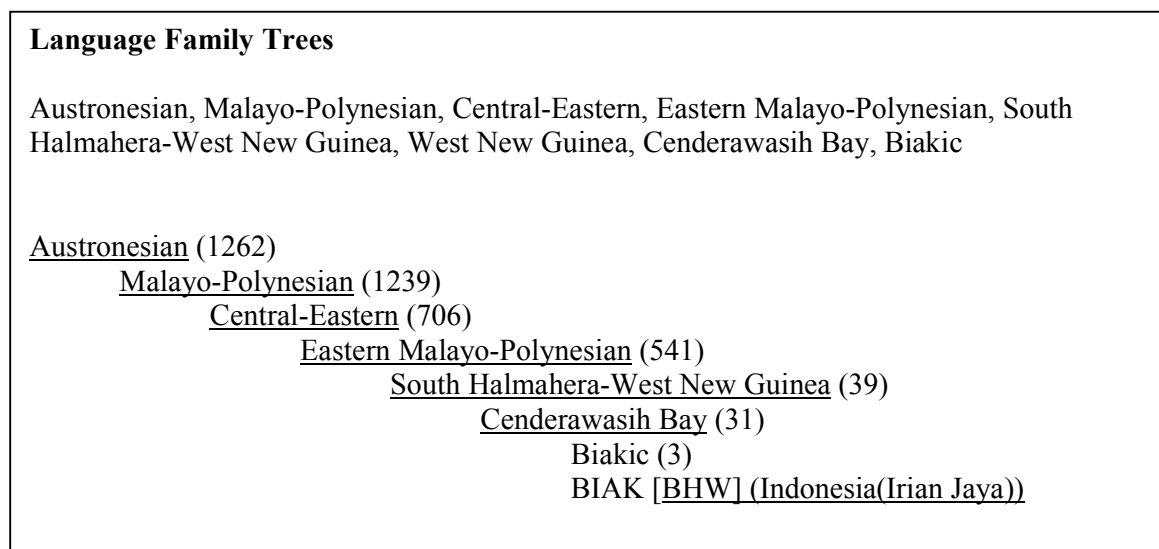 Language Family Trees
Austronesian, Malayo-Polynesian, Central-Eastern, Eastern Malayo-Polynesian, South
Halmahera-West New Guinea, West New Guinea, Cenderawasih Bay, Biakic
Austronesian (1262)
Malayo-Polynesian (1239)
Central-Eastern (706)
Eastern Malayo-Polynesian (541)
South Halmahera-West New Guinea (39)
Cenderawasih Bay (31)
Biakic (3)
BIAK [BHW] (Indonesia(Irian Jaya))